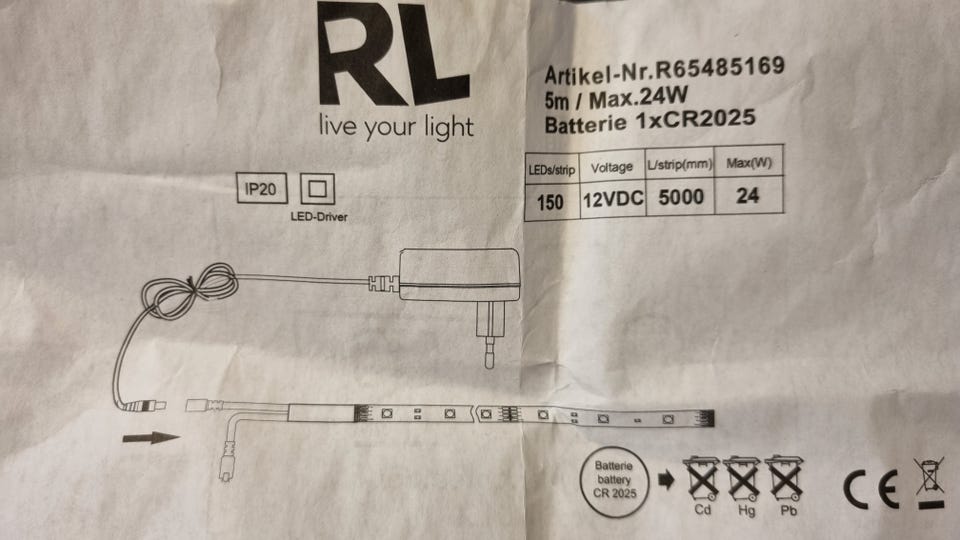 RL
live your light
Artikel-Nr.R65485169
5m / Max.24W
Batterie 1xCR2025
LEDs/strip Voltage L/strip(mm) Max(W)
150 12VDC 5000 24
IP20
LED-Driver
Batterie
battery
CR 2025
Cd Hg Pb
CE